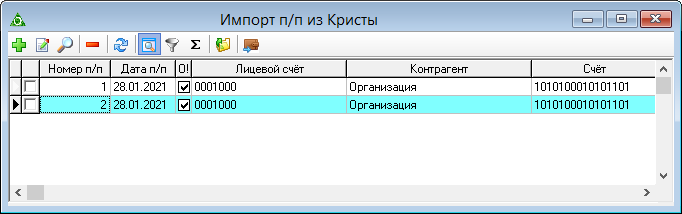 Импорт п/п из Кристы
Σ
Номер п/п Дата п/п О! Лицевой счёт Контрагент Счёт
1 28.01.2021 0001000 Организация 1010100010101101
2 28.01.2021 0001000 Организация 1010100010101101